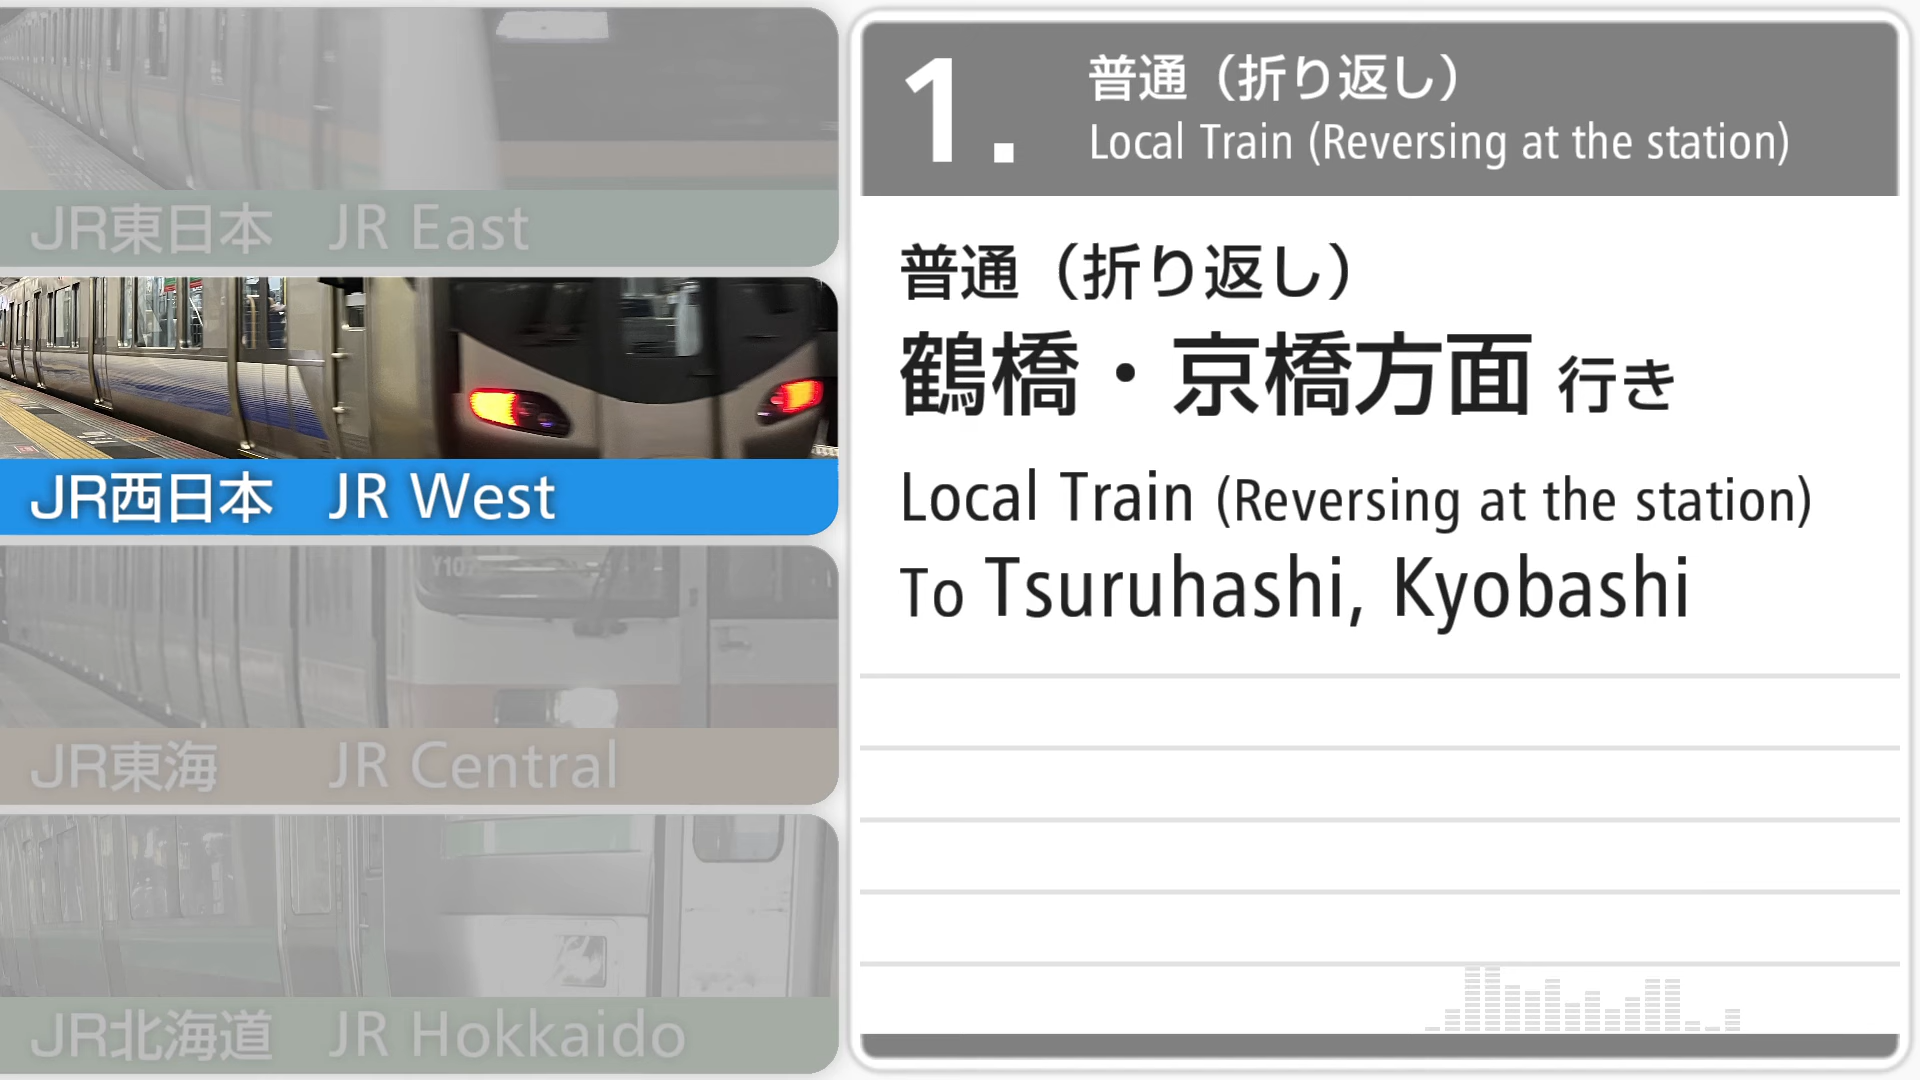 JR東日本 JR East
JR西日本 JR West
Y107
JR東海 JR Central
JR北海道 JR Hokkaido
1.
普通（折り返し）
Local Train (Reversing at the station)
普通（折り返し）
鶴橋・京橋方面 行き
Local Train (Reversing at the station)
To Tsuruhashi, Kyobashi